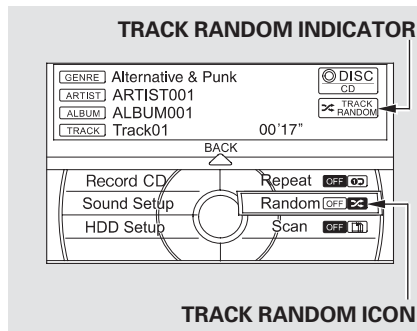 TRACK RANDOM INDICATOR
GENRE Alternative & Punk
DISC
CD
ARTIST ARTIST001
TRACK
RANDOM
ALBUM ALBUM001
TRACK Track01 00'17"
BACK
Record CD Repeat OFF
Sound Setup Random OFF
HDD Setup Scan OFF
TRACK RANDOM ICON